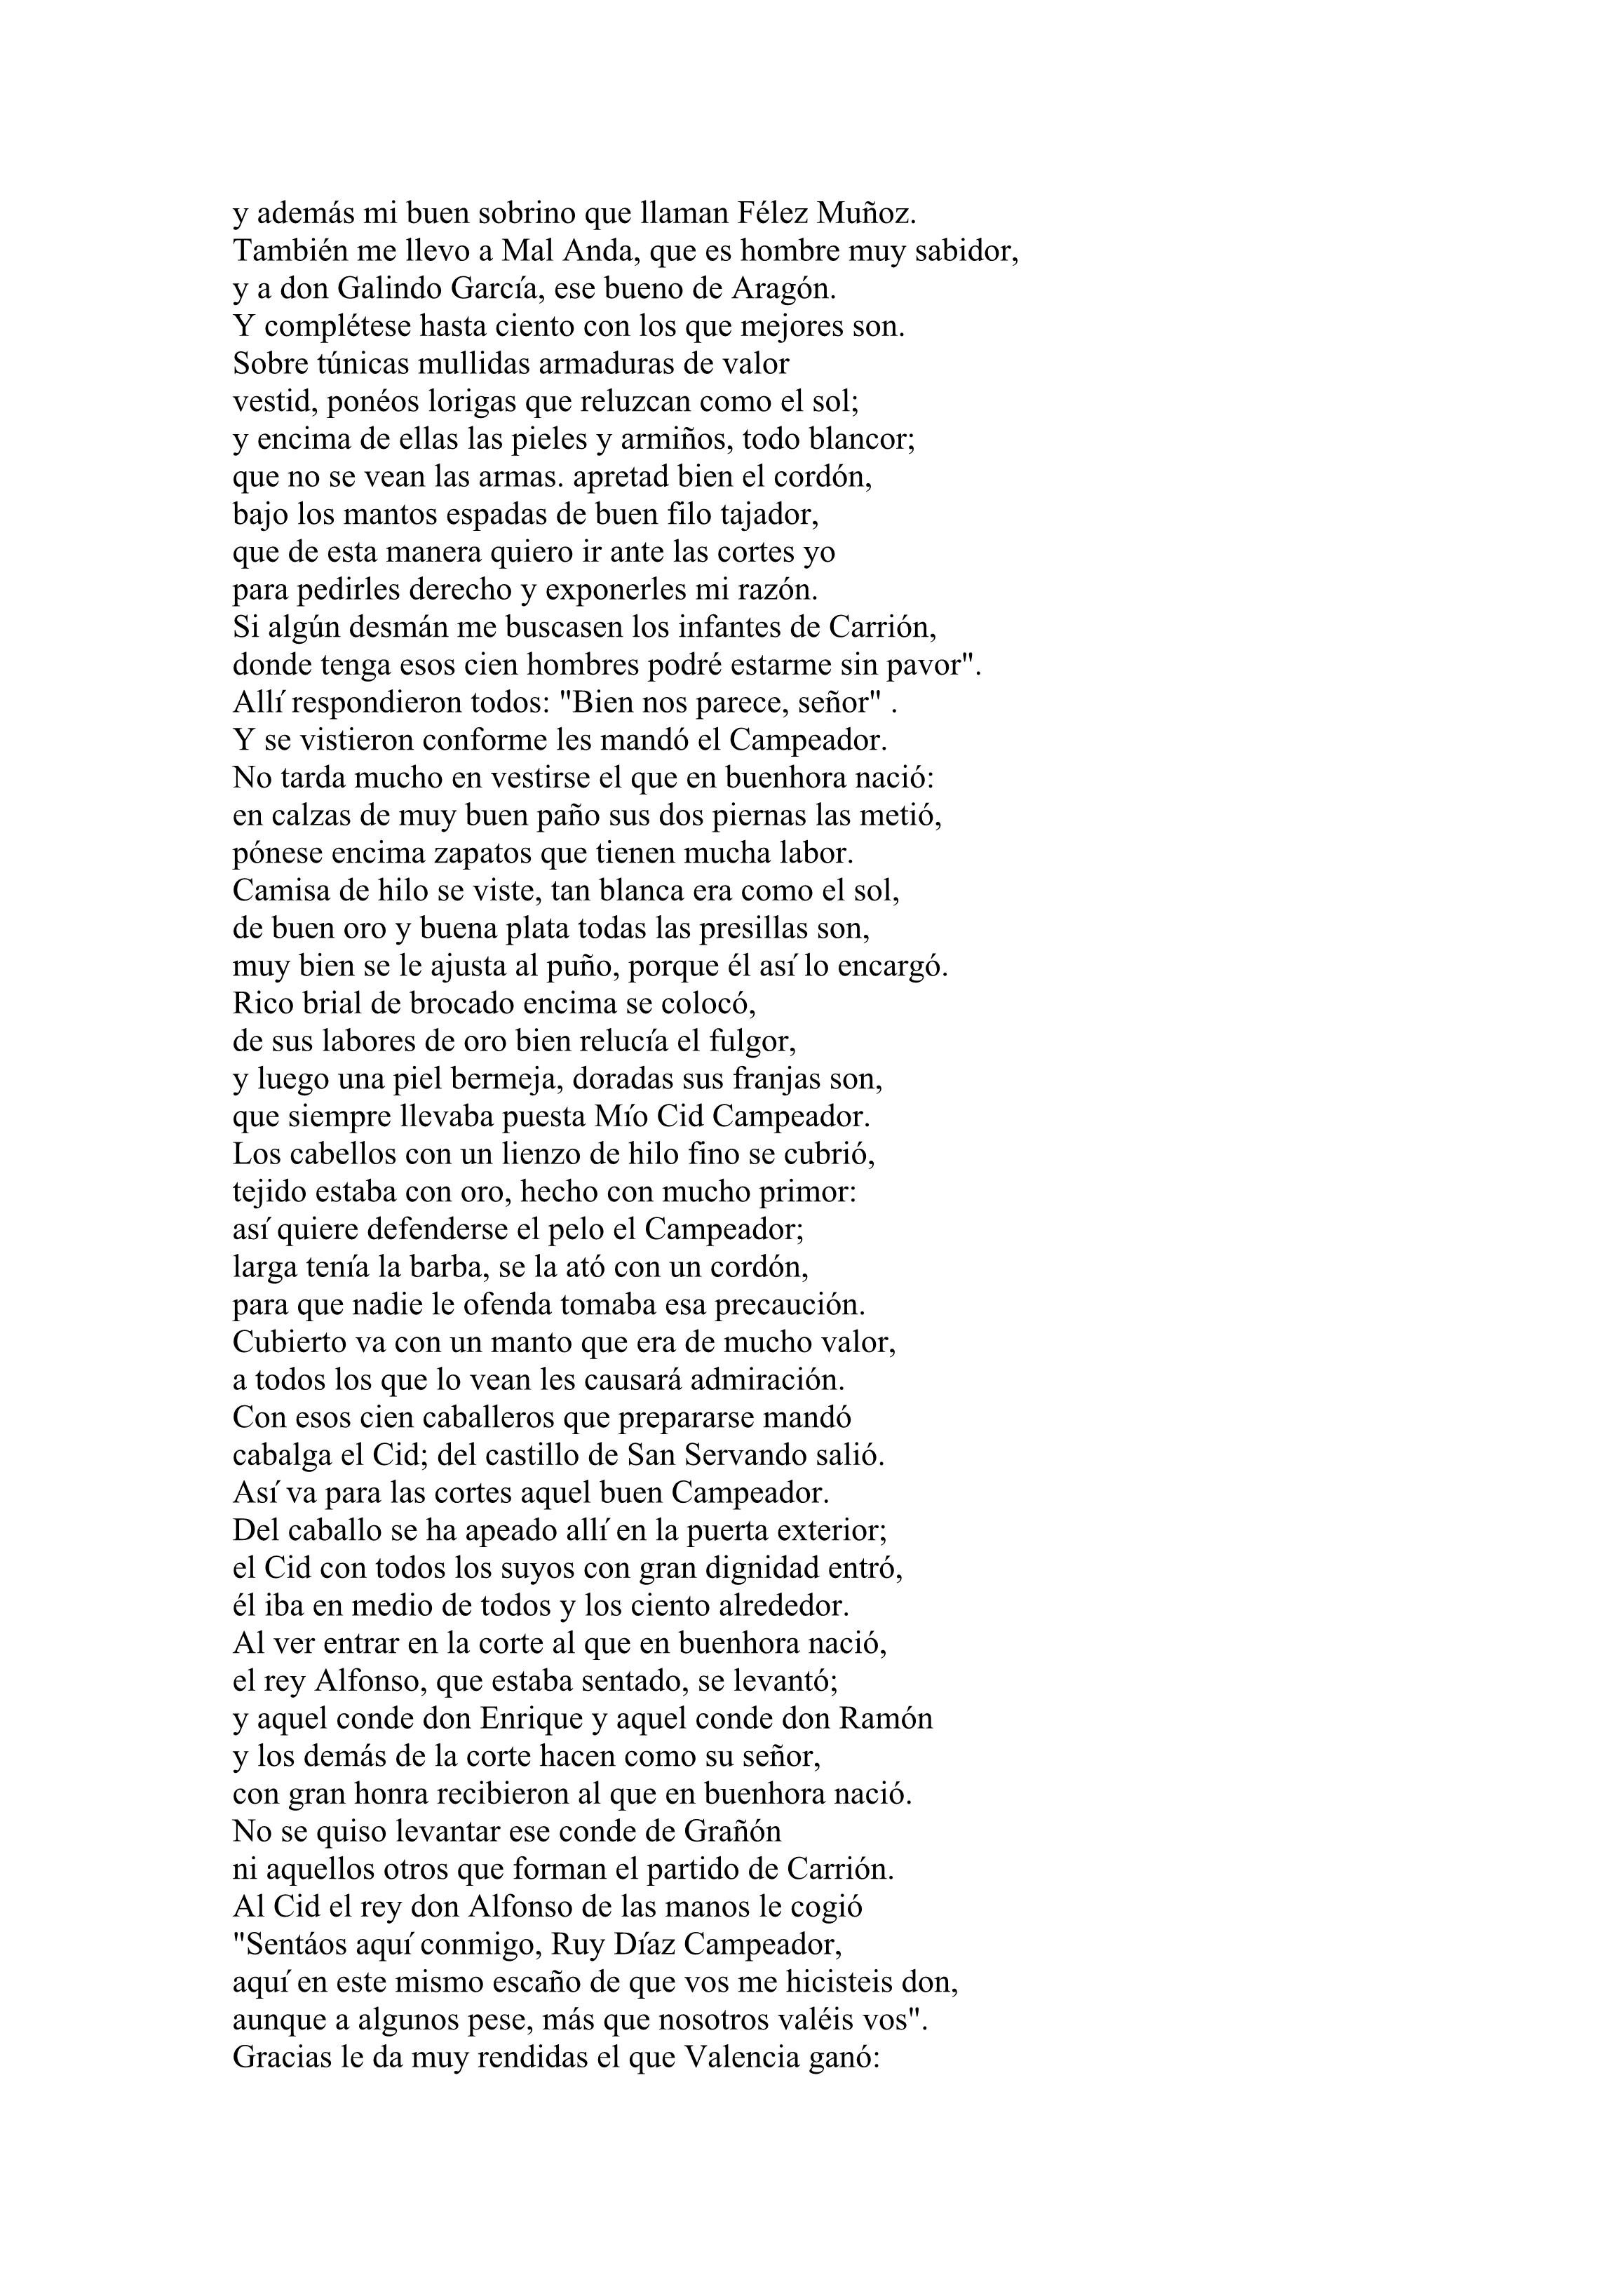 y además mi buen sobrino que llaman Félez Muñoz.
También me llevo a Mal Anda, que es hombre muy sabidor,
y a don Galindo García, ese bueno de Aragón.
Y complétese hasta ciento con los que mejores son.
Sobre túnicas mullidas armaduras de valor
vestid, ponéos lorigas que reluzcan como el sol;
y encima de ellas las pieles y armiños, todo blancor;
que no se vean las armas. apretad bien el cordón,
bajo los mantos espadas de buen filo tajador,
que de esta manera quiero ir ante las cortes yo
para pedirles derecho y exponerles mi razón.
Si algún desmán me buscasen los infantes de Carrión,
donde tenga esos cien hombres podré estarme sin pavor".
Allí respondieron todos: "Bien nos parece, señor" .
Y se vistieron conforme les mandó el Campeador.
No tarda mucho en vestirse el que en buenhora nació:
en calzas de muy buen paño sus dos piernas las metió,
pónese encima zapatos que tienen mucha labor.
Camisa de hilo se viste, tan blanca era como el sol,
de buen oro y buena plata todas las presillas son,
muy bien se le ajusta al puño, porque él así lo encargó.
Rico brial de brocado encima se colocó,
de sus labores de oro bien relucía el fulgor,
y luego una piel bermeja, doradas sus franjas son,
que siempre llevaba puesta Mío Cid Campeador.
Los cabellos con un lienzo de hilo fino se cubrió,
tejido estaba con oro, hecho con mucho primor:
así quiere defenderse el pelo el Campeador;
larga tenía la barba, se la ató con un cordón,
para que nadie le ofenda tomaba esa precaución.
Cubierto va con un manto que era de mucho valor,
a todos los que lo vean les causará admiración.
Con esos cien caballeros que prepararse mandó
cabalga el Cid; del castillo de San Servando salió.
Así va para las cortes aquel buen Campeador.
Del caballo se ha apeado allí en la puerta exterior;
el Cid con todos los suyos con gran dignidad entró,
él iba en medio de todos y los ciento alrededor.
Al ver entrar en la corte al que en buenhora nació,
el rey Alfonso, que estaba sentado, se levantó;
y aquel conde don Enrique y aquel conde don Ramón
y los demás de la corte hacen como su señor,
con gran honra recibieron al que en buenhora nació.
No se quiso levantar ese conde de Grañón
ni aquellos otros que forman el partido de Carrión.
Al Cid el rey don Alfonso de las manos le cogió
"Sentáos aquí conmigo, Ruy Díaz Campeador,
aquí en este mismo escaño de que vos me hicisteis don,
aunque a algunos pese, más que nosotros valéis vos".
Gracias le da muy rendidas el que Valencia ganó: